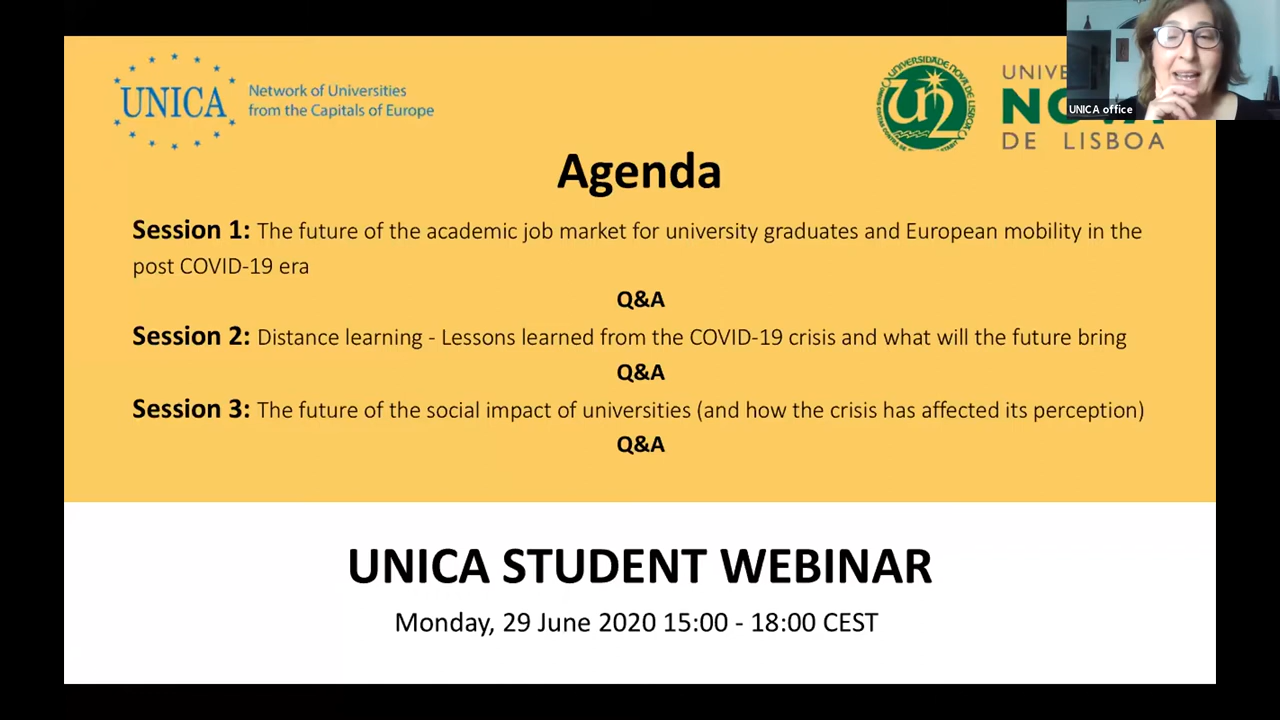 UNICA
Network of Universities
from the Capitals of Europe
UNIVERSIDADE NOVA DE LISBOA
DE LISBOA
UNICA office
Agenda
Session 1: The future of the academic job market for university graduates and European mobility in the
post COVID-19 era
Q&A
Session 2: Distance learning - Lessons learned from the COVID-19 crisis and what will the future bring
Q&A
Session 3: The future of the social impact of universities (and how the crisis has affected its perception)
Q&A
UNICA STUDENT WEBINAR
Monday, 29 June 2020 15:00 - 18:00 CEST